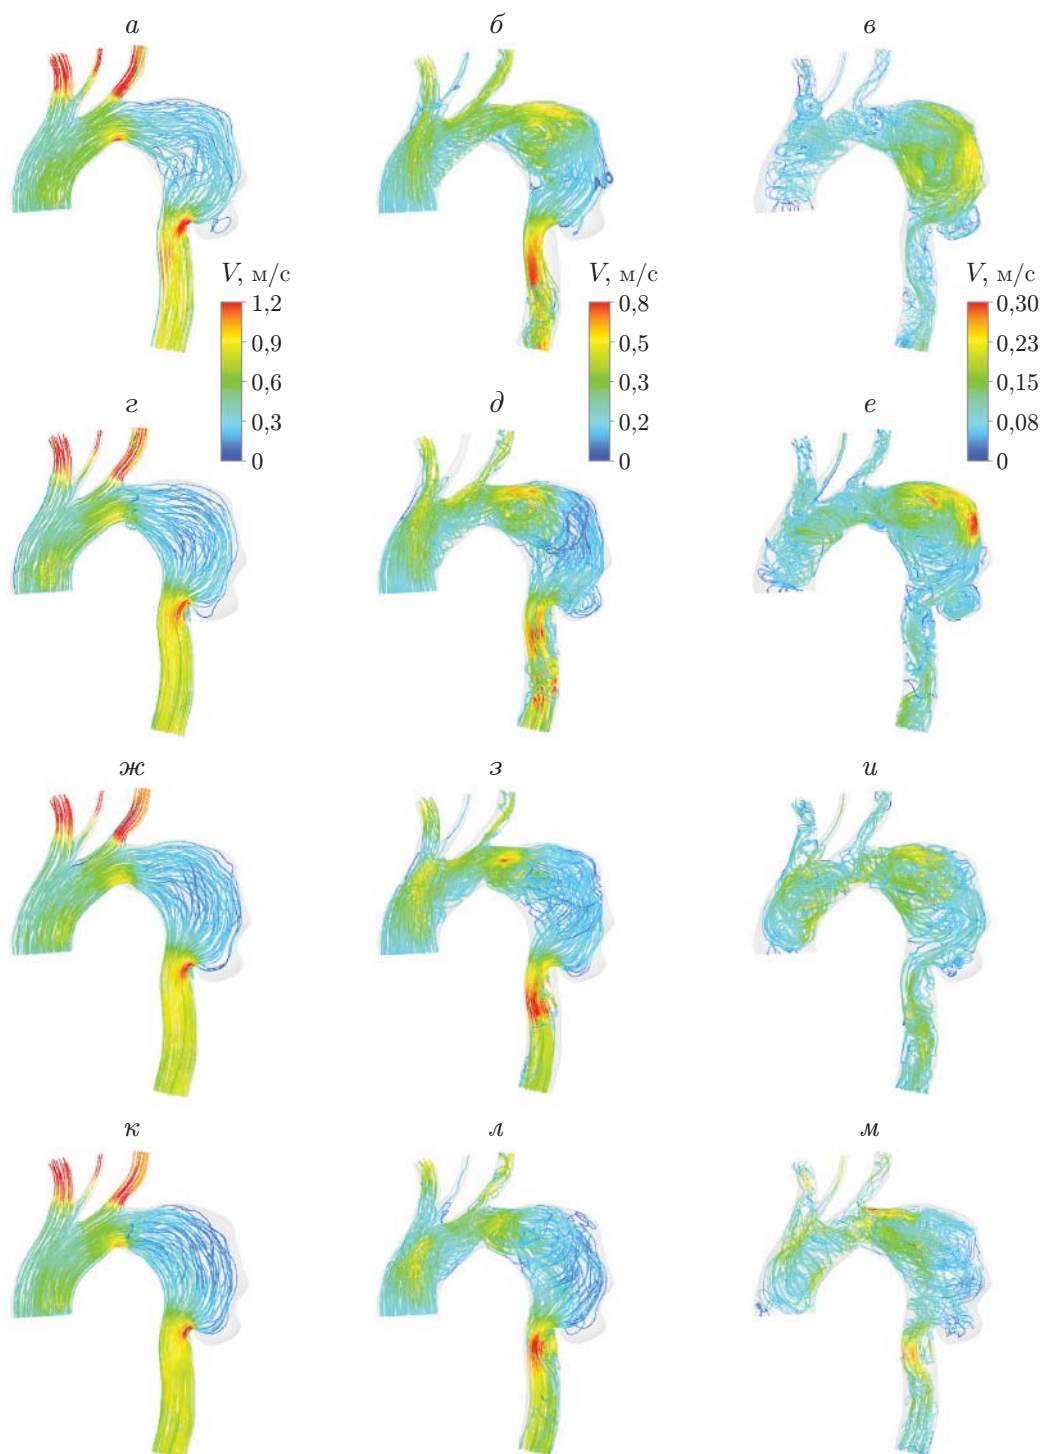 а б в
V, м/с V, м/с V, м/с
1,2 0,8 0,30
0,9 0,5 0,23
0,6 0,3 0,15
0,3 0,2 0,08
0 0 0
г д е
ж з и
к л м